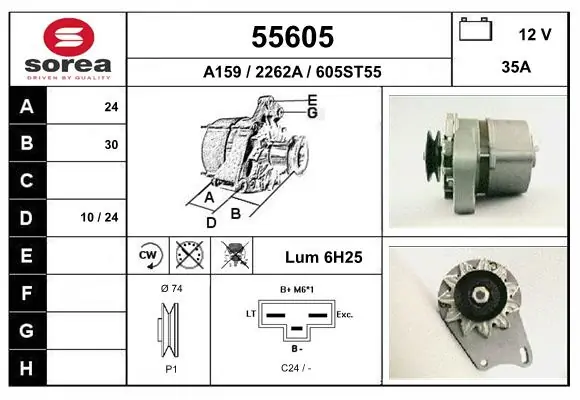 sorea
DRIVEN BY QUALITY
55605
A159 / 2262A / 605ST55
12 V
35A
A 24
B 30
C
D 10 / 24
E
F
G
H
E
G
A
B
D
CW
Lum 6H25
Ø 74
P1
B+ M6*1
LT
Exc.
B -
C24 / -